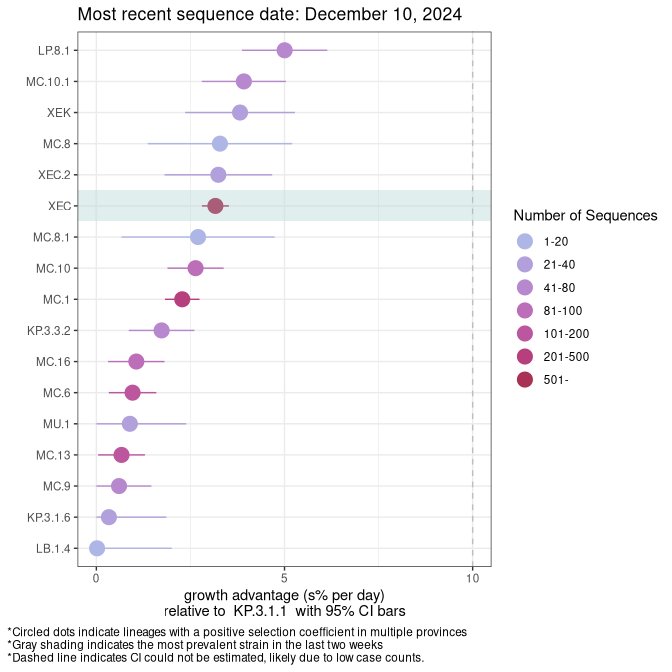 Most recent sequence date: December 10, 2024
LP.8.1
MC.10.1
XEK
MC.8
XEC.2
XEC
MC.8.1
MC.10
MC.1
KP.3.3.2
MC.16
MC.6
MU.1
MC.13
MC.9
KP.3.1.6
LB.1.4
0 5 10
growth advantage (s% per day)
relative to KP.3.1.1 with 95% CI bars
Number of Sequences
1-20
21-40
41-80
81-100
101-200
201-500
501-
*Circled dots indicate lineages with a positive selection coefficient in multiple provinces
*Gray shading indicates the most prevalent strain in the last two weeks
*Dashed line indicates CI could not be estimated, likely due to low case counts.